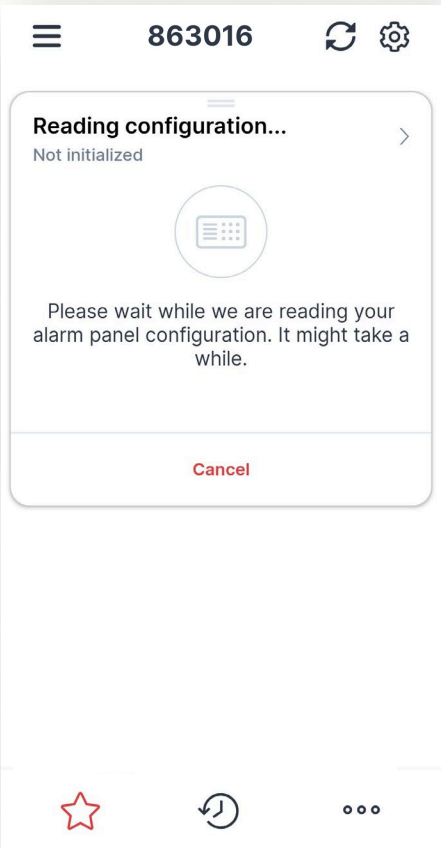 863016
Reading configuration...
Not initialized
Please wait while we are reading your
alarm panel configuration. It might take a
while.
Cancel